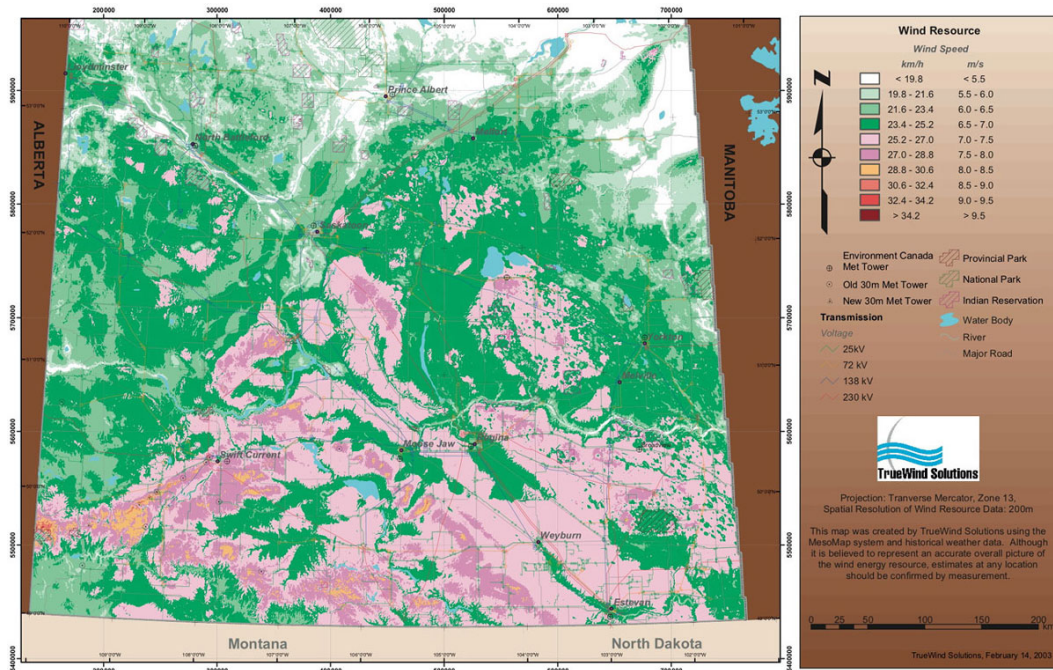 200000 300000 400000 500000 600000 700000
5900000
5800000
5700000
5600000
5500000
5400000
ALBERTA
MANITOBA
Prince Albert
Saskatoon
Yorkton
Melville
Regina
Moose Jaw
Swift Current
Weyburn
Estevan
Montana
North Dakota
200000 300000 400000 500000 600000 700000
Wind Resource
Wind Speed
km/h m/s
< 19.8 < 5.5
19.8 - 21.6 5.5 - 6.0
21.6 - 23.4 6.0 - 6.5
23.4 - 25.2 6.5 - 7.0
25.2 - 27.0 7.0 - 7.5
27.0 - 28.8 7.5 - 8.0
28.8 - 30.6 8.0 - 8.5
30.6 - 32.4 8.5 - 9.0
32.4 - 34.2 9.0 - 9.5
> 34.2 > 9.5
N
Environment Canada
Met Tower
Old 30m Met Tower
New 30m Met Tower
Provincial Park
National Park
Indian Reservation
Water Body
River
Major Road
Transmission
Voltage
25kV
72 kV
138 kV
230 kV
TrueWind Solutions
Projection: Tranverse Mercator, Zone 13,
Spatial Resolution of Wind Resource Data: 200m
This map was created by TrueWind Solutions using the
MesoMap system and historical weather data. Although
it is believed to represent an accurate overall picture of
the wind energy resource, estimates at any location
should be confirmed by measurement.
0 25 50 100 150 200
km
TrueWind Solutions, February 14, 2003